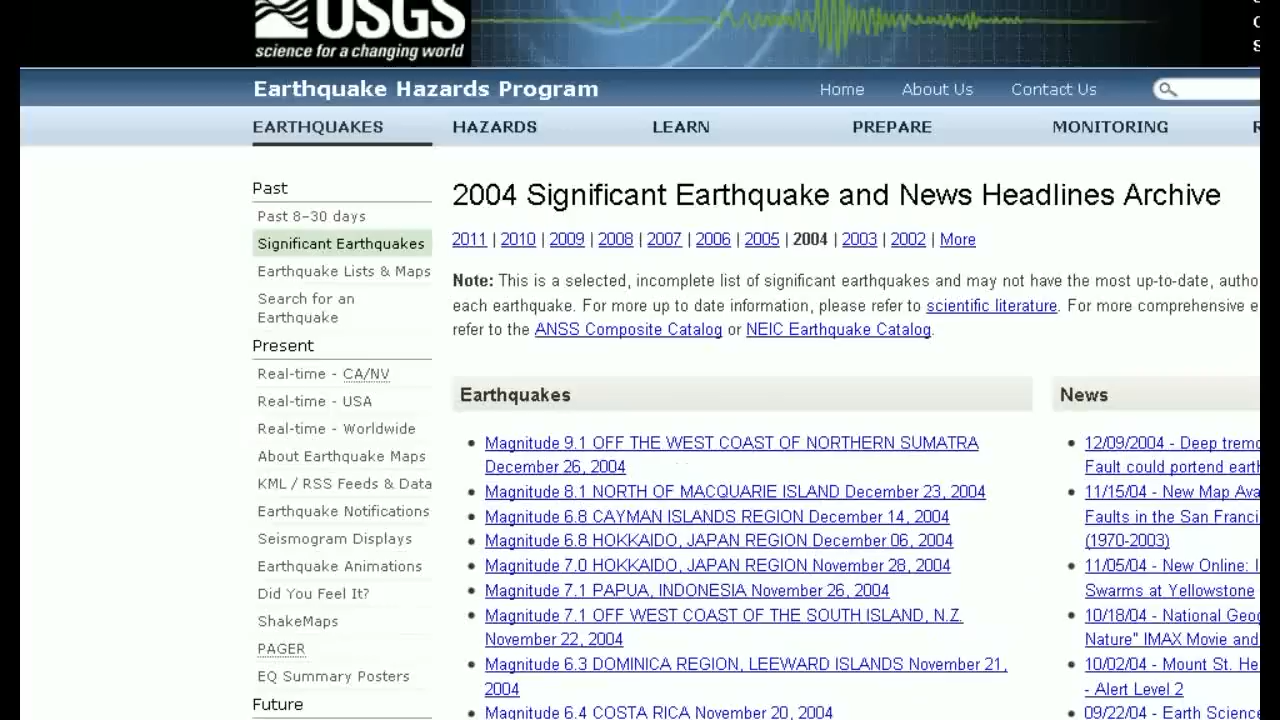 USGS
science for a changing world
Earthquake Hazards Program
Home
About Us
Contact Us
EARTHQUAKES
HAZARDS
LEARN
PREPARE
MONITORING
Past
Past 8–30 days
Significant Earthquakes
Earthquake Lists & Maps
Search for an
Earthquake
Present
Real-time - CA/NV
Real-time - USA
Real-time - Worldwide
About Earthquake Maps
KML / RSS Feeds & Data
Earthquake Notifications
Seismogram Displays
Earthquake Animations
Did You Feel It?
ShakeMaps
PAGER
EQ Summary Posters
Future
2004 Significant Earthquake and News Headlines Archive
2011 | 2010 | 2009 | 2008 | 2007 | 2006 | 2005 | 2004 | 2003 | 2002 | More
Note: This is a selected, incomplete list of significant earthquakes and may not have the most up-to-date,
each earthquake. For more up to date information, please refer to scientific literature. For more comprehensive
refer to the ANSS Composite Catalog or NEIC Earthquake Catalog.
Earthquakes
Magnitude 9.1 OFF THE WEST COAST OF NORTHERN SUMATRA
December 26, 2004
Magnitude 8.1 NORTH OF MACQUARIE ISLAND December 23, 2004
Magnitude 6.8 CAYMAN ISLANDS REGION December 14, 2004
Magnitude 6.8 HOKKAIDO, JAPAN REGION December 06, 2004
Magnitude 7.0 HOKKAIDO, JAPAN REGION November 28, 2004
Magnitude 7.1 PAPUA, INDONESIA November 26, 2004
Magnitude 7.1 OFF WEST COAST OF THE SOUTH ISLAND, N.Z.
November 22, 2004
Magnitude 6.3 DOMINICA REGION, LEEWARD ISLANDS November 21,
2004
Magnitude 6.4 COSTA RICA November 20, 2004
News
12/09/2004 - Deep
Fault could portend
11/15/04 - New Map
Faults in the San
(1970-2003)
11/05/04 - New Online:
Swarms at Yellowstone
10/18/04 - National
Nature" IMAX Movie and
10/02/04 - Mount St.
- Alert Level 2
09/22/04 - Earth